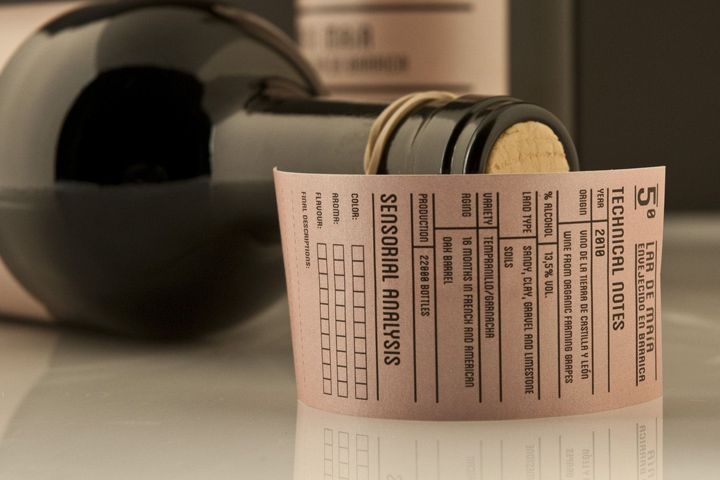 5º LAR DE MAÍA
ENVEJECIDO EN BARRICA
TECHNICAL NOTES
YEAR 2010
ORIGIN VINO DE LA TIERRA DE CASTILLA Y LEÓN
WINE FROM ORGANIC FARMING GRAPES
% ALCOHOL 13,5% VOL.
LAND TYPE SANDY, CLAY, GRAVEL AND LIMESTONE
SOILS
VARIETY TEMPRANILLO/GARNACHA
AGING 16 MONTHS IN FRENCH AND AMERICAN
OAK BARREL
PRODUCTION 22000 BOTTLES
SENSORIAL ANALYSIS
COLOR:
AROMA:
FLAVOUR:
FINAL DESCRIPTIONS: